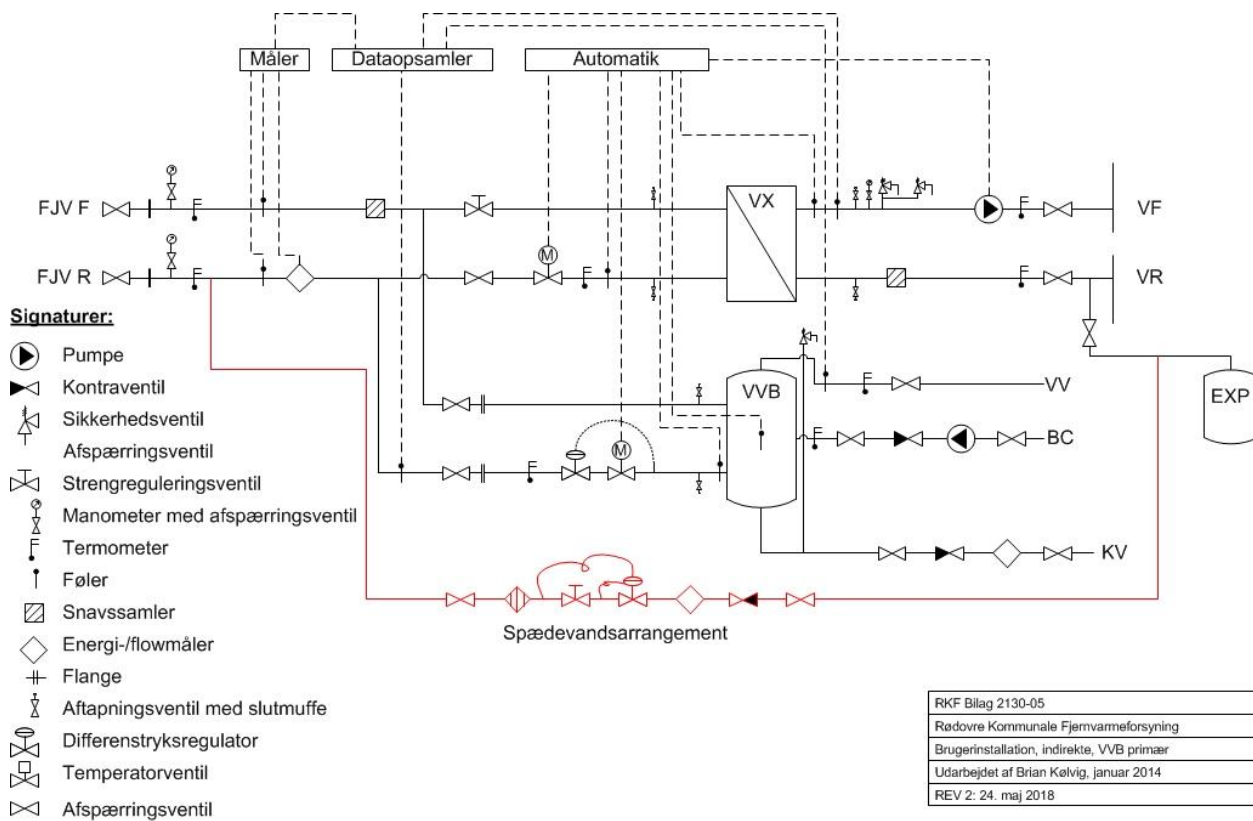 Måler
Dataopsamler
Automatik
FJV F
VX
VF
M
FJV R
VR
Signaturer:
Pumpe
Kontraventil
Sikkerhedsventil
Afspærringsventil
Strengreguleringsventil
Manometer med afspærringsventil
Termometer
Føler
Snavssamler
Energi-/flowmåler
Flange
Aftapningsventil med slutmuffe
Differenstryksregulator
Temperatorventil
Afspærringsventil
VVB
VV
EXP
M
BC
KV
Spædevandsarrangement
RKF Bilag 2130-05
Rødovre Kommunale Fjernvarmeforsyning
Brugerinstallation, indirekte, VVB primær
Udarbejdet af Brian Kølvig, januar 2014
REV 2: 24. maj 2018